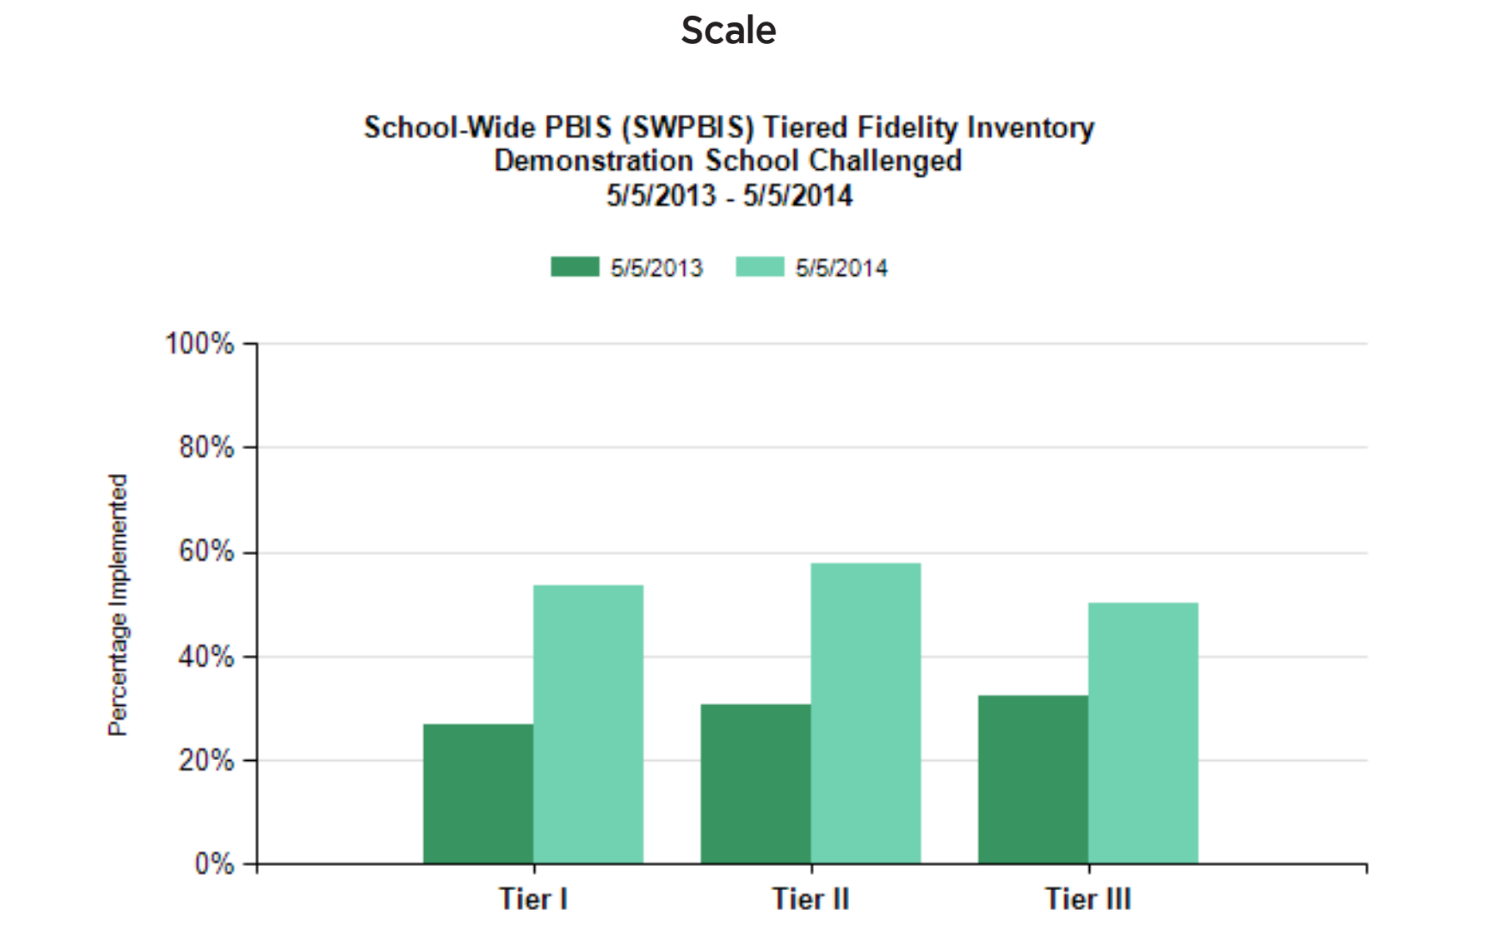 Scale
School-Wide PBIS (SWPBIS) Tiered Fidelity Inventory
Demonstration School Challenged
5/5/2013 - 5/5/2014
5/5/2013
5/5/2014
100%
80%
60%
40%
20%
0%
Percentage Implemented
Tier I
Tier II
Tier III